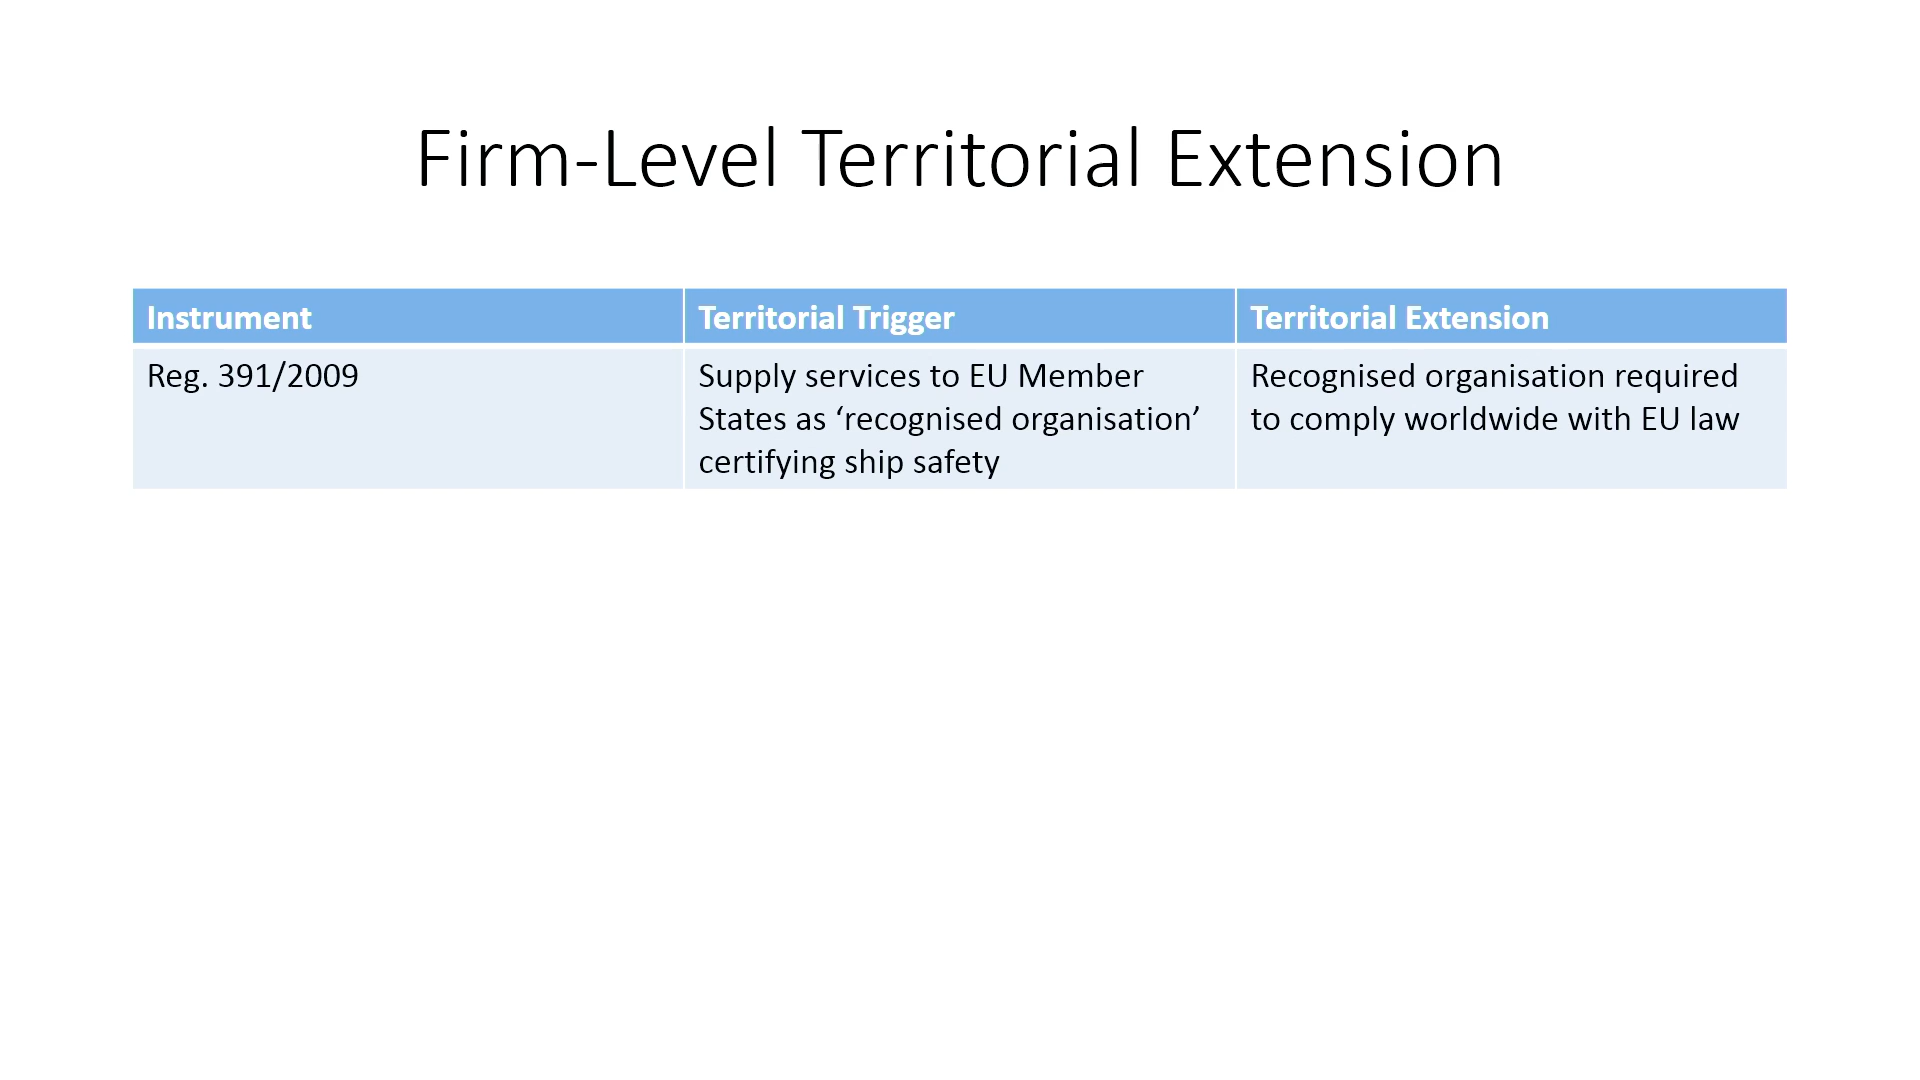 Firm-Level Territorial Extension
Instrument
Territorial Trigger
Territorial Extension
Reg. 391/2009
Supply services to EU Member
States as ‘recognised organisation’
certifying ship safety
Recognised organisation required
to comply worldwide with EU law